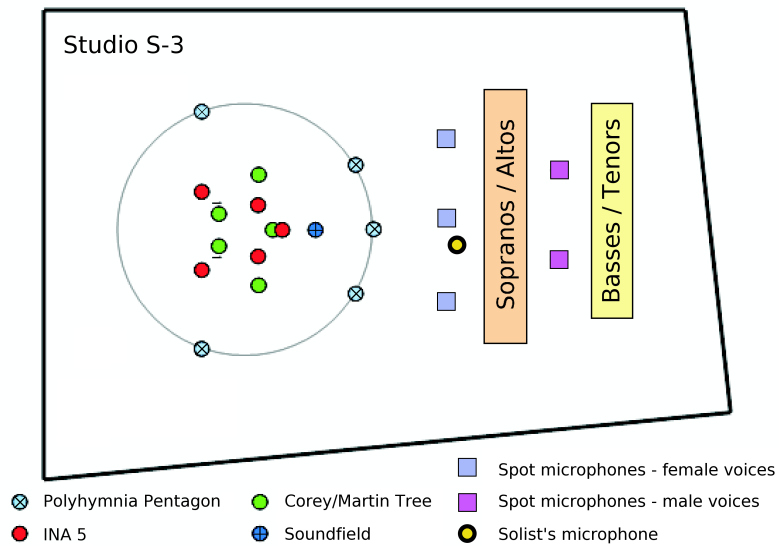 Studio S-3
Sopranos / Altos
Basses / Tenors
Spot microphones - female voices
Polyhymnia Pentagon
Corey/Martin Tree
Spot microphones - male voices
INA 5
Soundfield
Solist's microphone